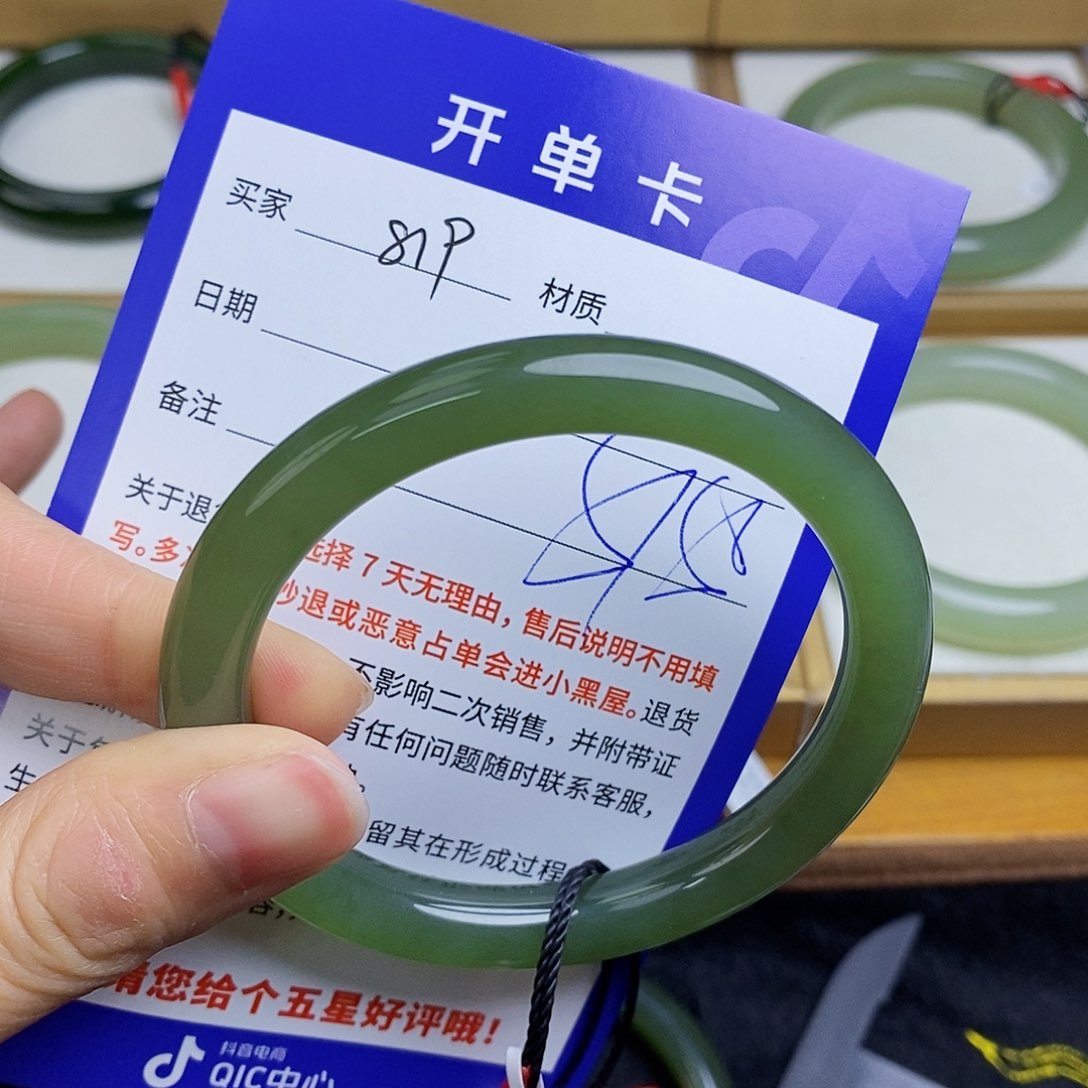 开单卡
买家 819
材质
日期
备注
关于退
写。多
选择7天无理由，售后说明不用填
秒退或恶意占单会进小黑屋。退货
不影响二次销售，并附带证
有任何问题随时联系客服，
关于
生
留其在形成过程
请您给个五星好评哦！
抖音电商
QIC中心